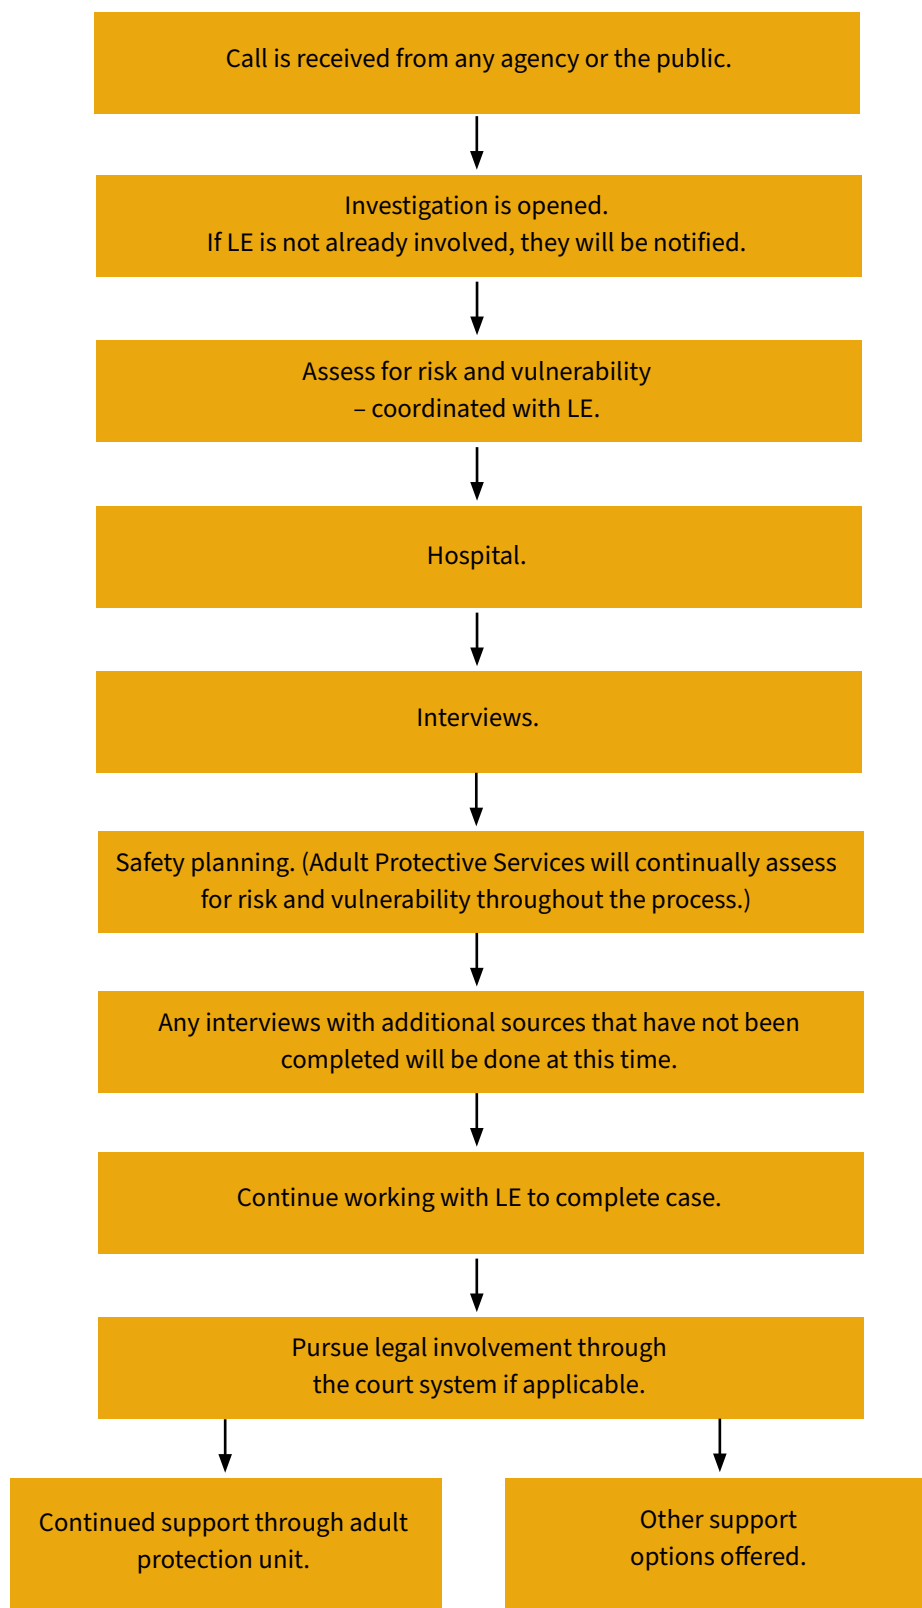 Call is received from any agency or the public.
Investigation is opened.
If LE is not already involved, they will be notified.
Assess for risk and vulnerability
– coordinated with LE.
Hospital.
Interviews.
Safety planning. (Adult Protective Services will continually assess
for risk and vulnerability throughout the process.)
Any interviews with additional sources that have not been
completed will be done at this time.
Continue working with LE to complete case.
Pursue legal involvement through
the court system if applicable.
Continued support through adult
protection unit.
Other support
options offered.